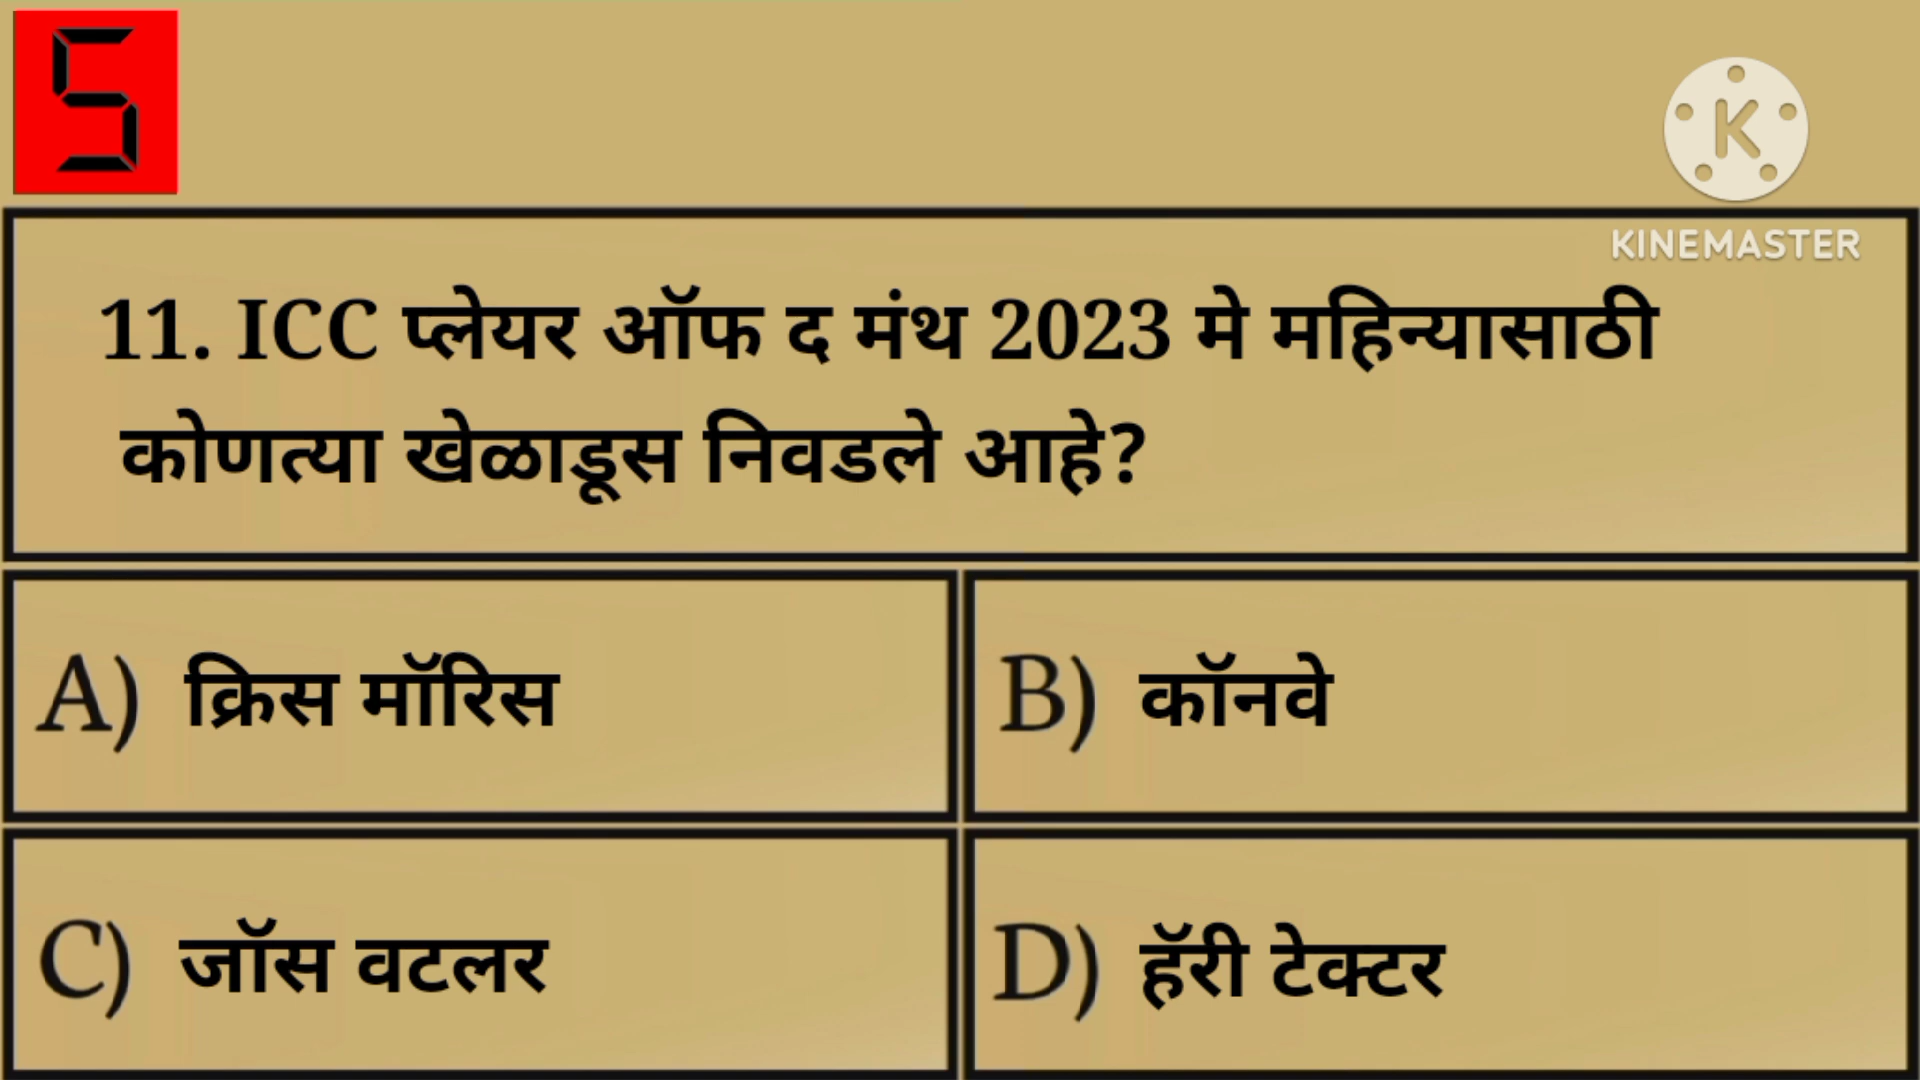 5
K
KINEMASTER
11. ICC प्लेयर ऑफ द मंथ 2023 मे महिन्यासाठी
कोणत्या खेळाडूस निवडले आहे?
A) क्रिस मॉरिस
B) कॉनवे
C) जॉस वटलर
D) हॅरी टेक्टर